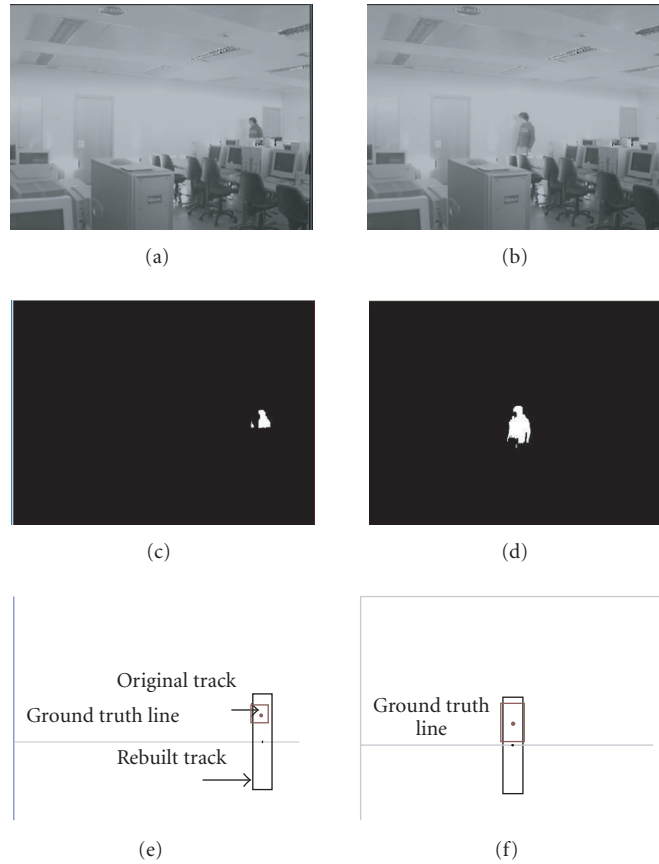 (a)
(b)
(c)
(d)
Original track
Ground truth line
Rebuilt track
Ground truth
line
(e)
(f)